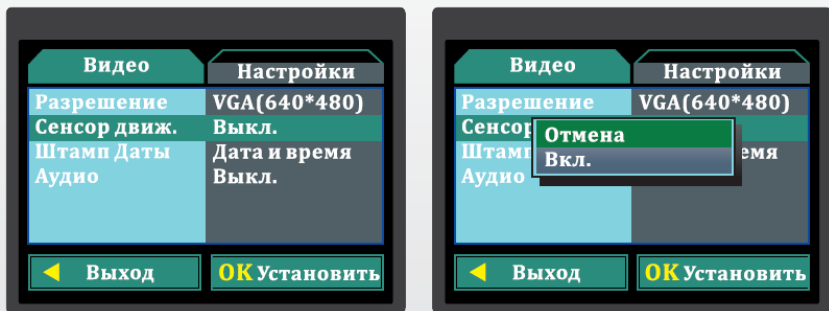 Видео
Настройки
Разрешение VGA(640*480)
Сенсор движ. Выкл.
Штамп Даты Дата и время
Аудио Выкл.
Выход
OK Установить
Видео
Настройки
Разрешение VGA(640*480)
Сенсор
Отмена
Штамп емя
Вкл.
Аудио
Выход
OK Установить